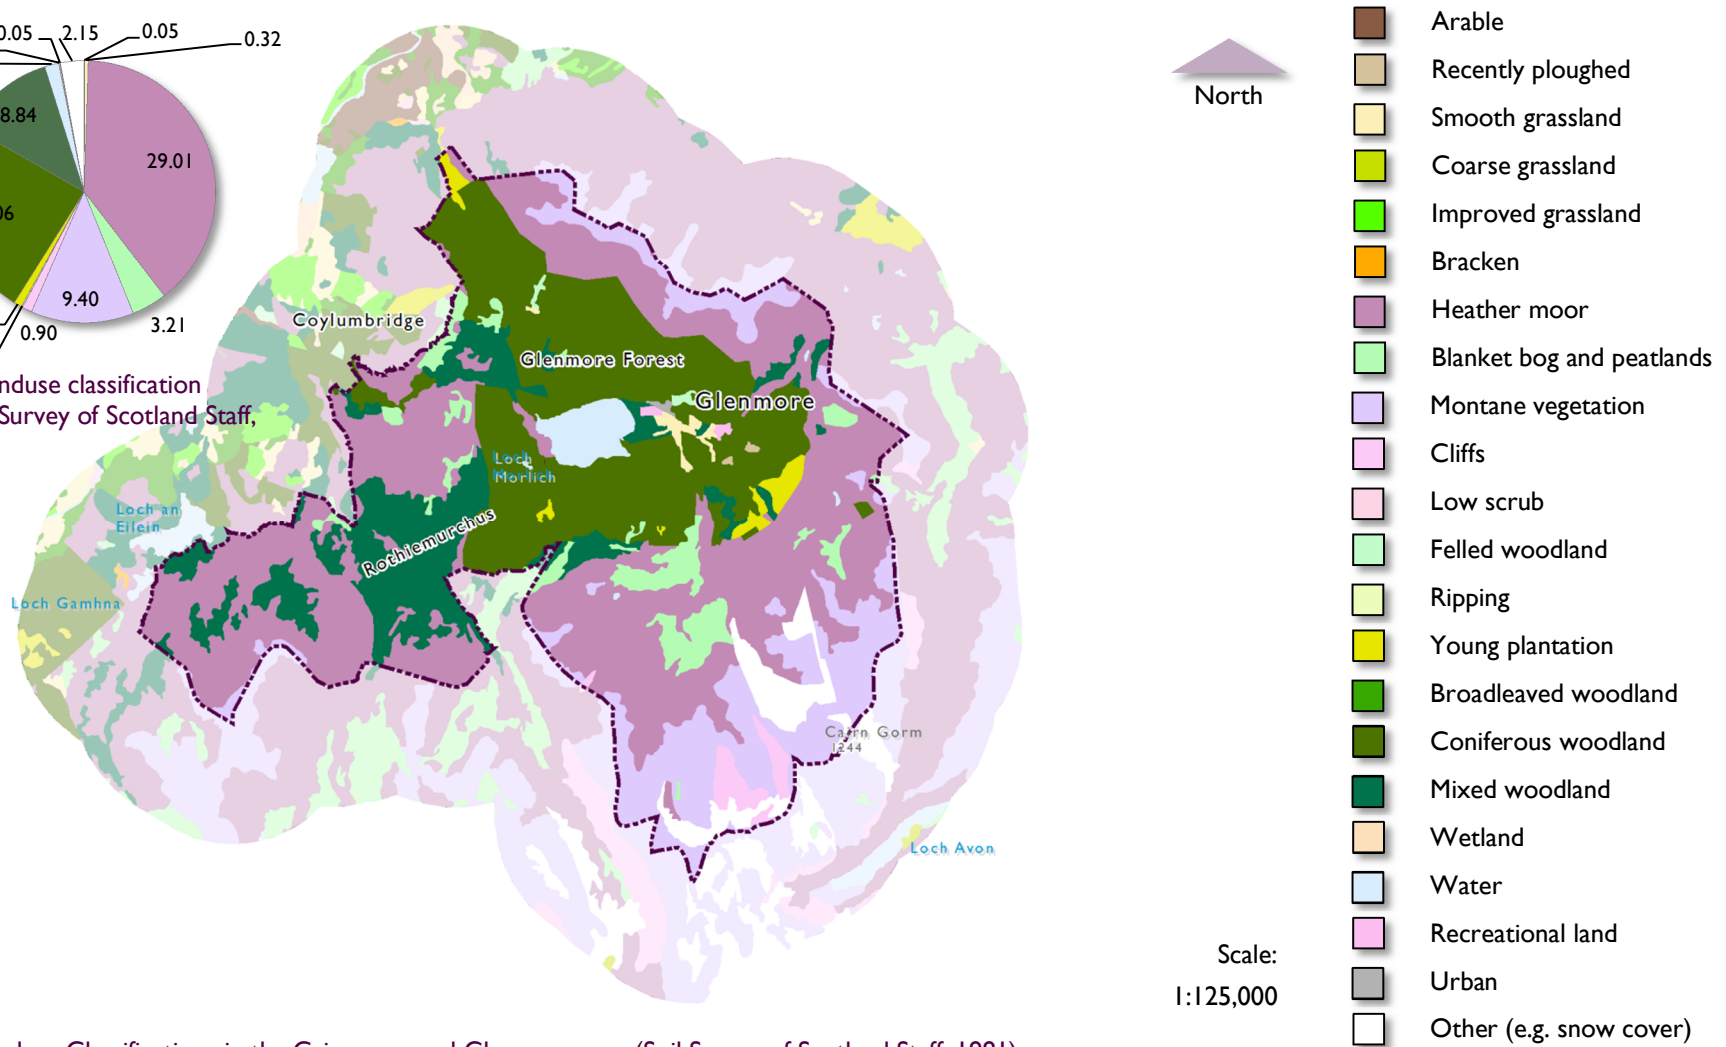 0.05
2.15
0.05
0.32
8.84
29.01
06
9.40
3.21
0.90
nduse classification
Survey of Scotland Staff,
Coylumbridge
Glenmore Forest
Glenmore
Loch
Morlich
Rothiemurchus
Loch an
Eilein
Loch Gamhna
Cairn Gorm
1244
Loch Avon
North
Scale:
1:125,000
Arable
Recently ploughed
Smooth grassland
Coarse grassland
Improved grassland
Bracken
Heather moor
Blanket bog and peatlands
Montane vegetation
Cliffs
Low scrub
Felled woodland
Ripping
Young plantation
Broadleaved woodland
Coniferous woodland
Mixed woodland
Wetland
Water
Recreational land
Urban
Other (e.g. snow cover)